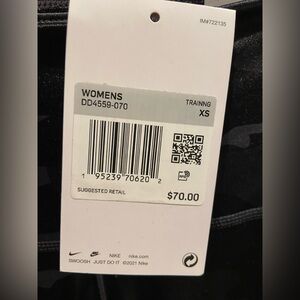 IM#722135
WOMENS
DD4559-070
TRAINNG
XS
1 95239 70620 2
SUGGESTED RETAIL
$70.00
NIKE nike.com
SWOOSH JUST DO IT ©2021 Nike